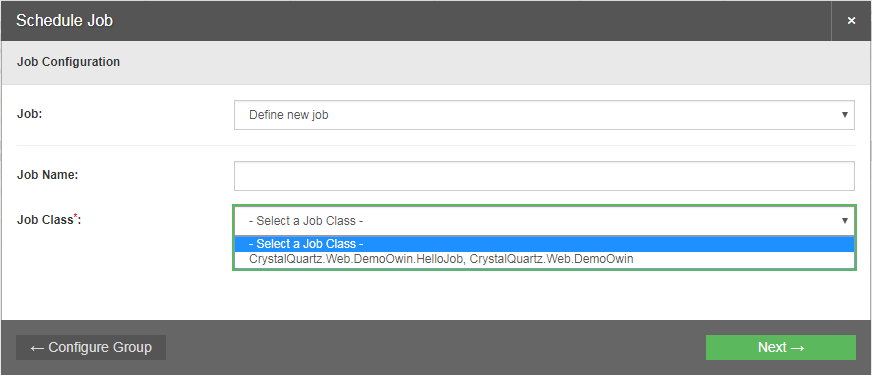 Schedule Job ×
Job Configuration
Job: Define new job
Job Name:
Job Class*: - Select a Job Class -
- Select a Job Class -
CrystalQuartz.Web.DemoOwin.HelloJob, CrystalQuartz.Web.DemoOwin
← Configure Group Next →